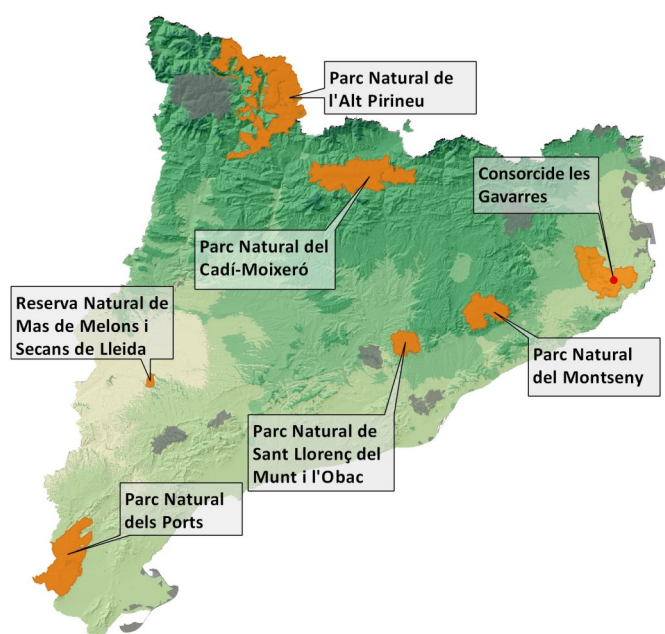 Parc Natural de
l'Alt Pirineu
Consorcide les
Gavarres
Parc Natural del
Cadí-Moixeró
Reserva Natural de
Mas de Melons i
Secans de Lleida
Parc Natural
del Montseny
Parc Natural de
Sant Llorenç del
Munt i l'Obac
Parc Natural
dels Ports